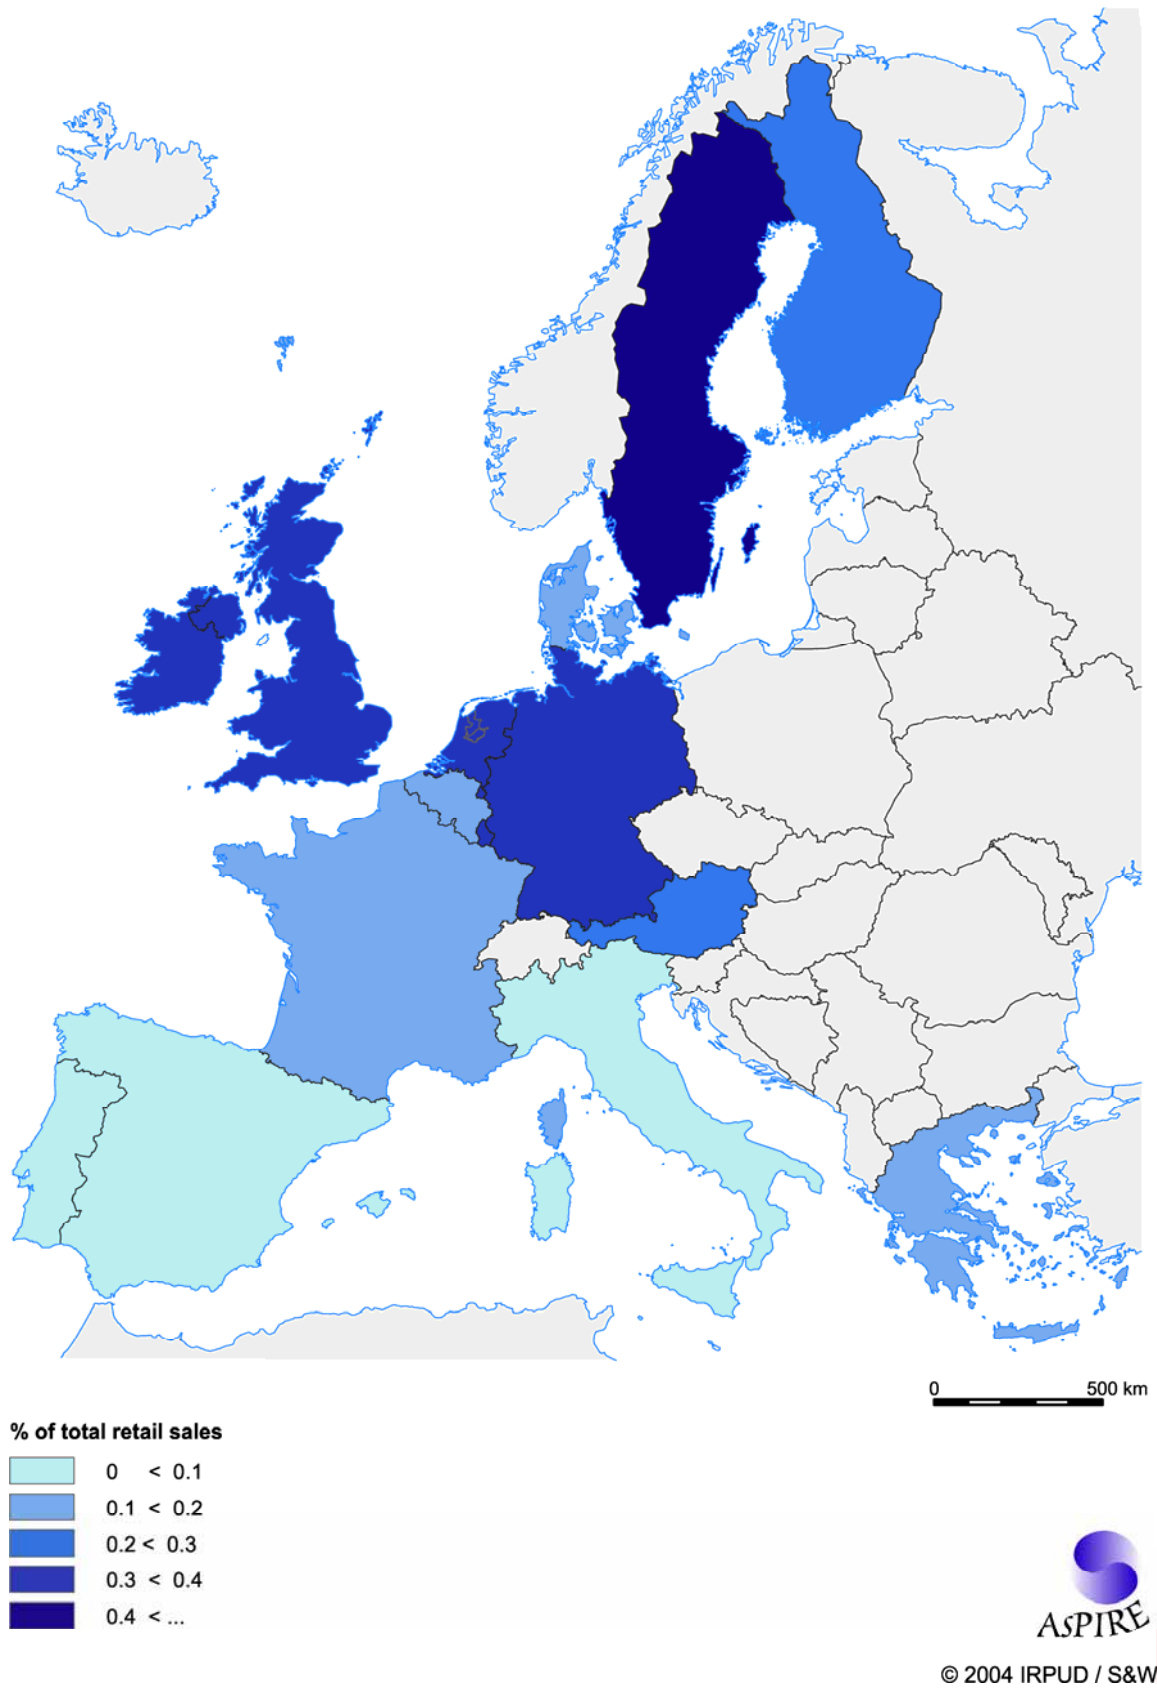 0 500 km
% of total retail sales
0 < 0.1
0.1 < 0.2
0.2 < 0.3
0.3 < 0.4
0.4 < ...
ASPIRE
© 2004 IRPUD / S&W